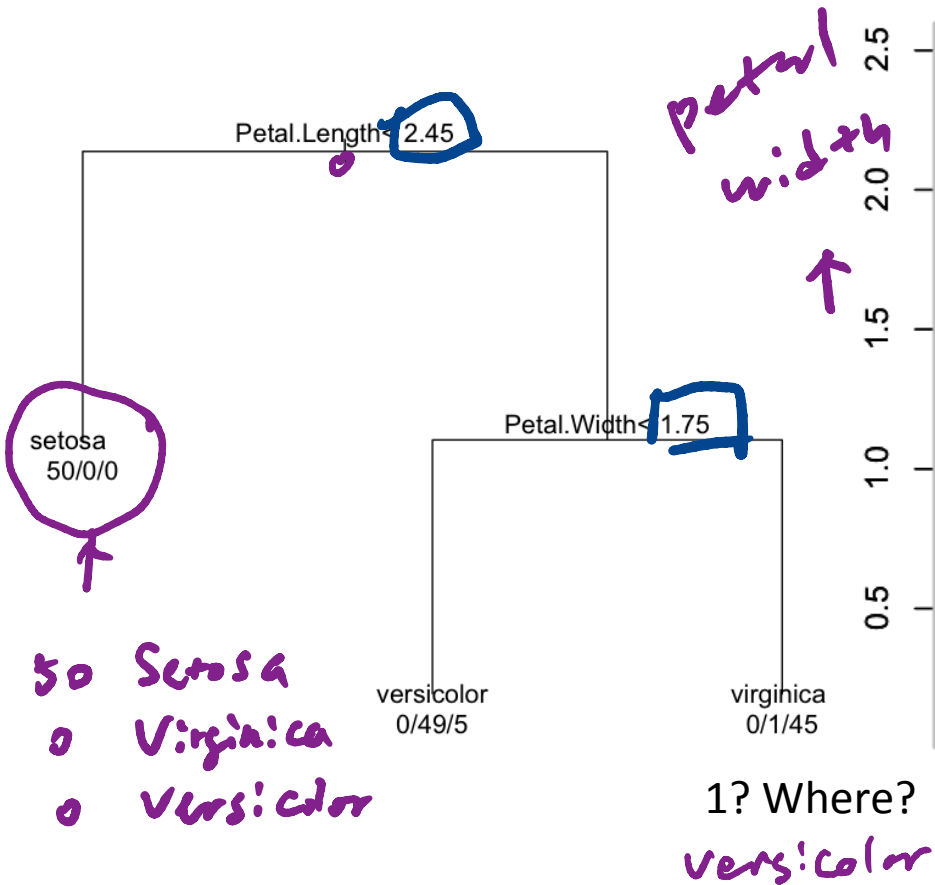 Petal.Length< 2.45
petal
width
2.5
2.0
1.5
1.0
0.5
setosa
50/0/0
Petal.Width< 1.75
versicolor
0/49/5
virginica
0/1/45
50 Setosa
0 Virginica
0 Versicolor
1? Where?
versicolor